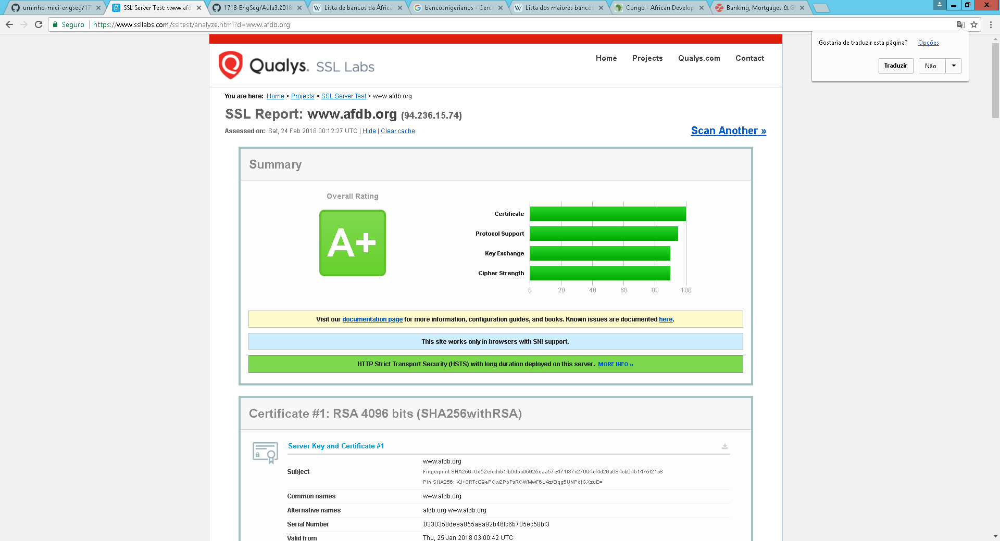 uminho-miei-engseg/17
SSL Server Test: www.afd
1718-EngSeg/Aula3.2018
Lista de bancos da África
bancosnigerianos - Cerca
Lista dos maiores bancos
Congo - African Develop
Banking, Mortgages & G
Seguro
https://www.ssllabs.com/ssltest/analyze.html?d=www.afdb.org
Gostaria de traduzir esta página?
Opções
Traduzir
Não
Qualys. SSL Labs
Home
Projects
Qualys.com
Contact
You are here: Home > Projects > SSL Server Test > www.afdb.org
SSL Report: www.afdb.org (94.236.15.74)
Assessed on: Sat, 24 Feb 2018 00:12:27 UTC | Hide | Clear cache
Scan Another »
Summary
Overall Rating
A+
Certificate
Protocol Support
Key Exchange
Cipher Strength
0 20 40 60 80 100
Visit our documentation page for more information, configuration guides, and books. Known issues are documented here.
This site works only in browsers with SNI support.
HTTP Strict Transport Security (HSTS) with long duration deployed on this server. MORE INFO »
Certificate #1: RSA 4096 bits (SHA256withRSA)
Server Key and Certificate #1
Subject
www.afdb.org
Fingerprint SHA256: 0d52efcdcb1fb0dbc95925eaa57e471f37c27094cf4d26a684cb04b1475f21c8
Pin SHA256: KJ+8RTcO9ePGw2PbPsRGWMwF6U4z/Oqg5UNPdjGXzuE=
Common names www.afdb.org
Alternative names afdb.org www.afdb.org
Serial Number 0330358deea855aea92b46fc6b705ec58bf3
Valid from Thu, 25 Jan 2018 03:00:42 UTC